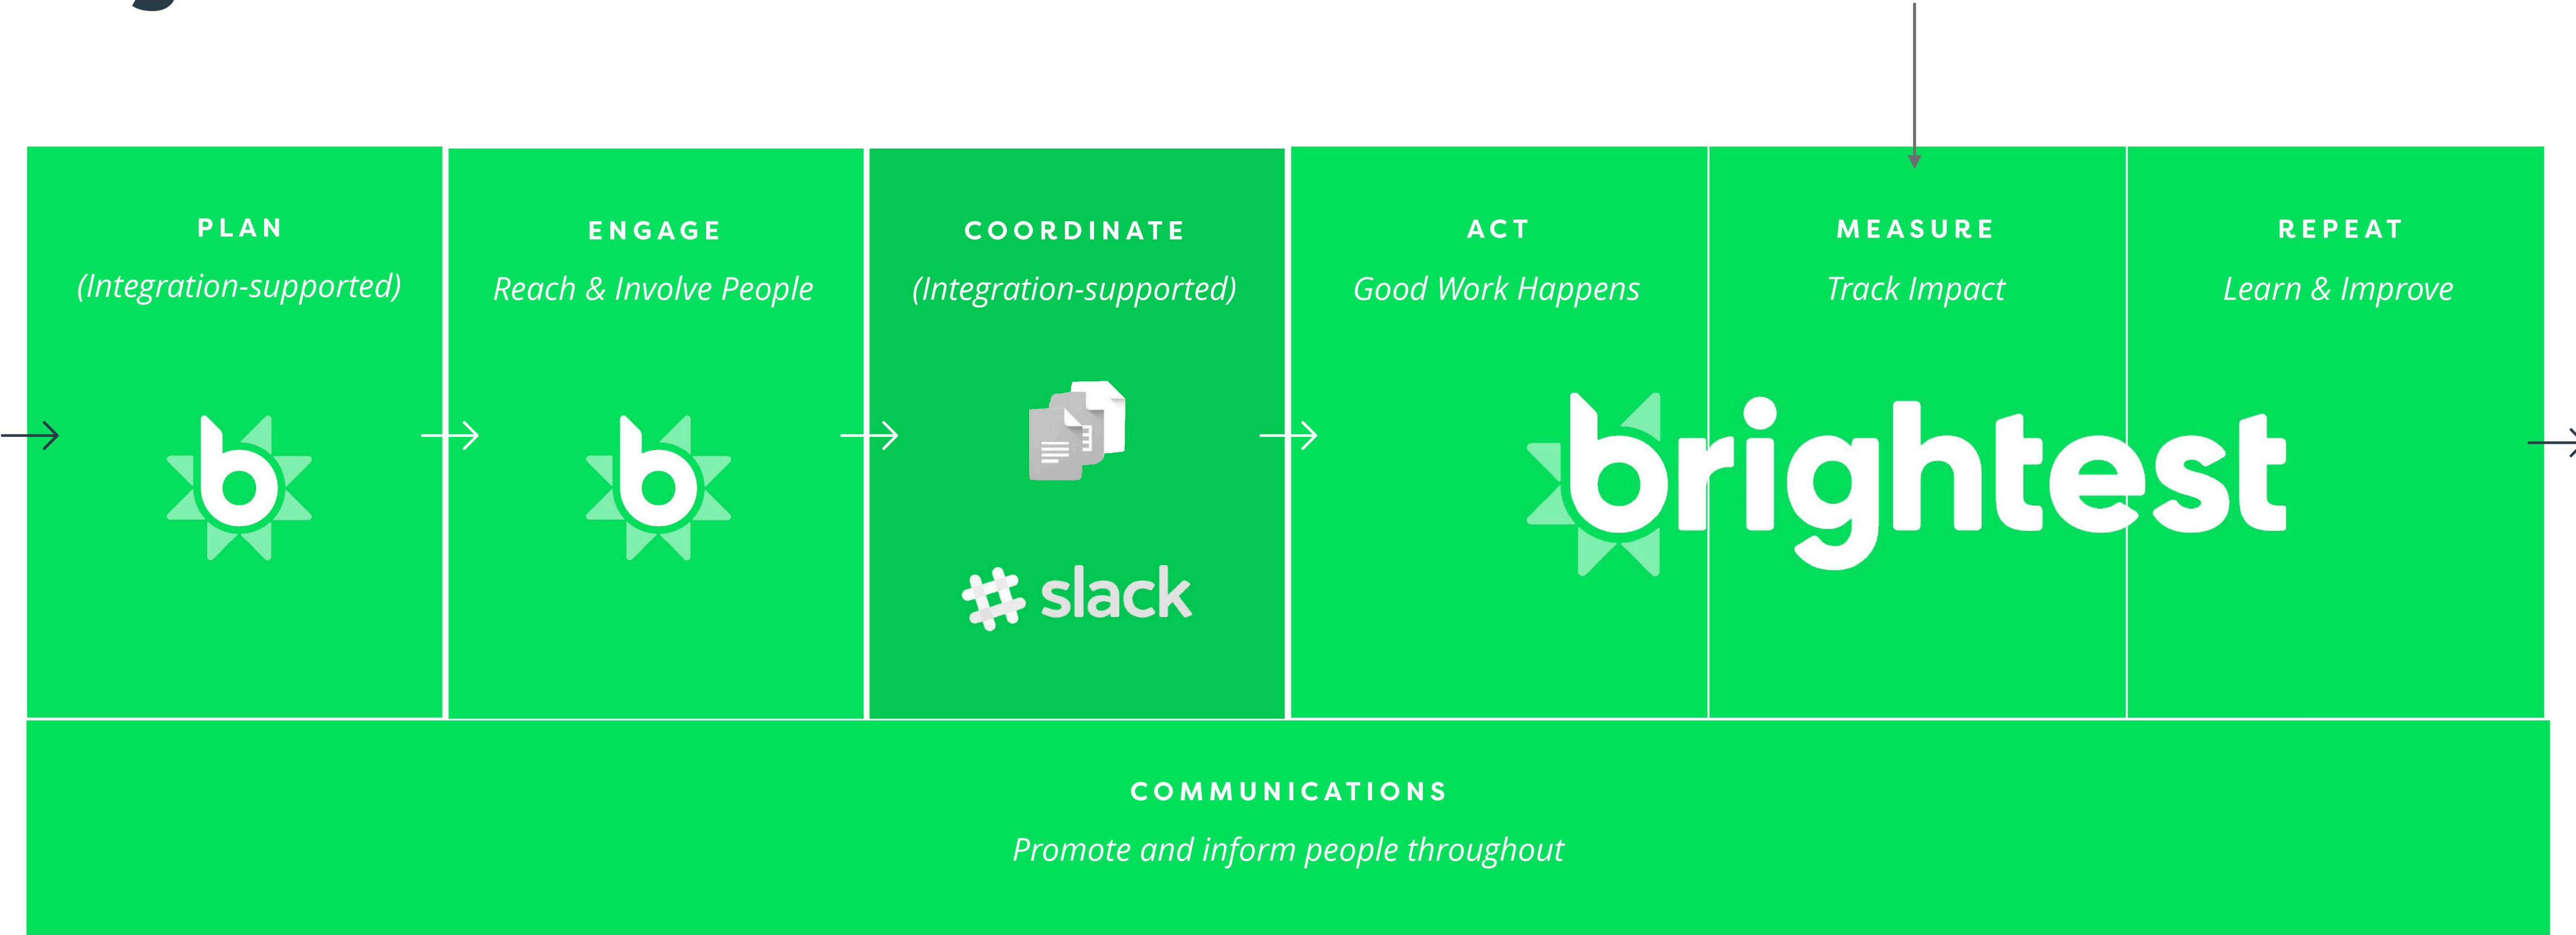 PLAN
(Integration-supported)
ENGAGE
Reach & Involve People
COORDINATE
(Integration-supported)
ACT
Good Work Happens
MEASURE
Track Impact
REPEAT
Learn & Improve
b
b
slack
brightest
COMMUNICATIONS
Promote and inform people throughout